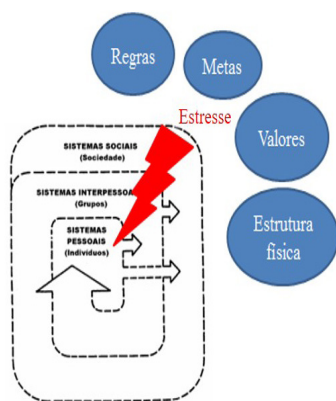 Regras
Metas
Estresse
Valores
SISTEMAS SOCIAIS
(Sociedade)
SISTEMAS INTERPESSOAIS
(Grupos)
SISTEMAS
PESSOAIS
(Indivíduos)
Estrutura
física